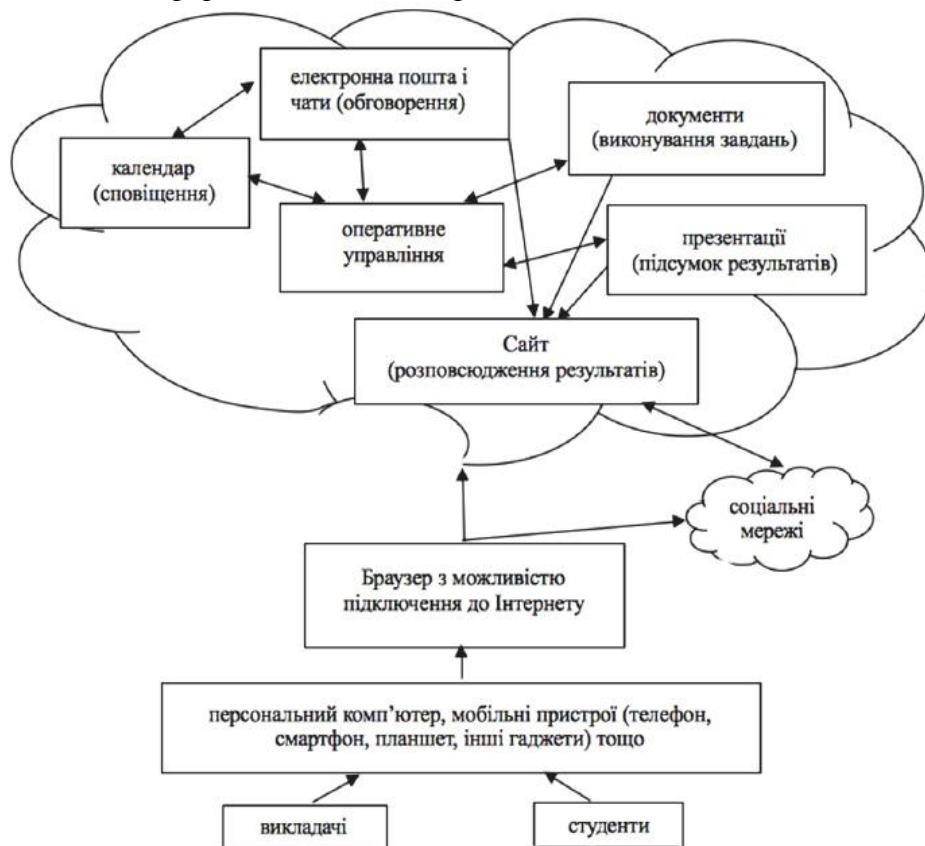 електронна пошта і
чати (обговорення)
документи
(виконування завдань)
календар
(сповіщення)
оперативне
управління
презентації
(підсумок результатів)
Сайт
(розповсюдження результатів)
соціальні
мережі
Браузер з можливістю
підключення до Інтернету
персональний комп’ютер, мобільні пристрої (телефон,
смартфон, планшет, інші гаджети) тощо
викладачі
студенти